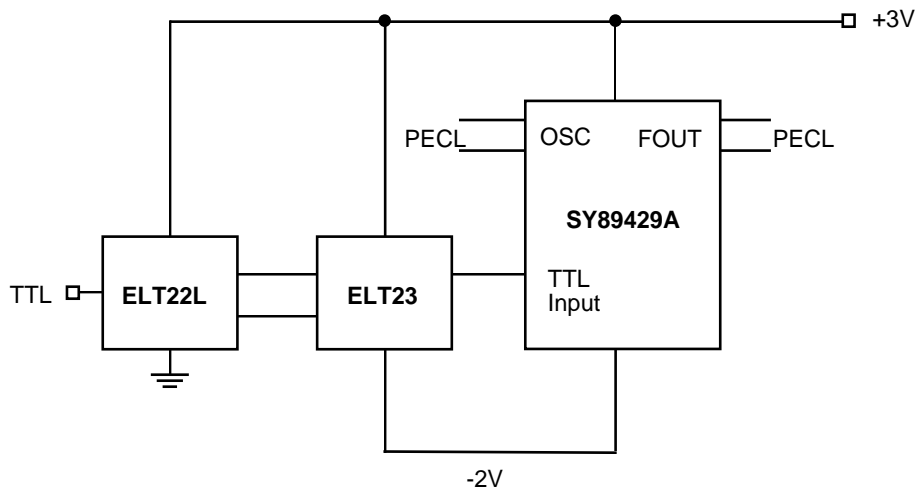 +3V
PECL
OSC
FOUT
PECL
SY89429A
TTL
ELT22L
ELT23
TTL
Input
-2V